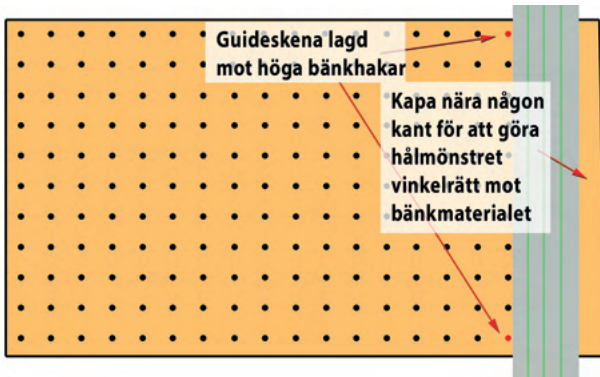 Guideskena lagd
mot höga bänkhakar
Kapa nära någon
kant för att göra
hålmönstret
vinkelrätt mot
bänkmaterialet